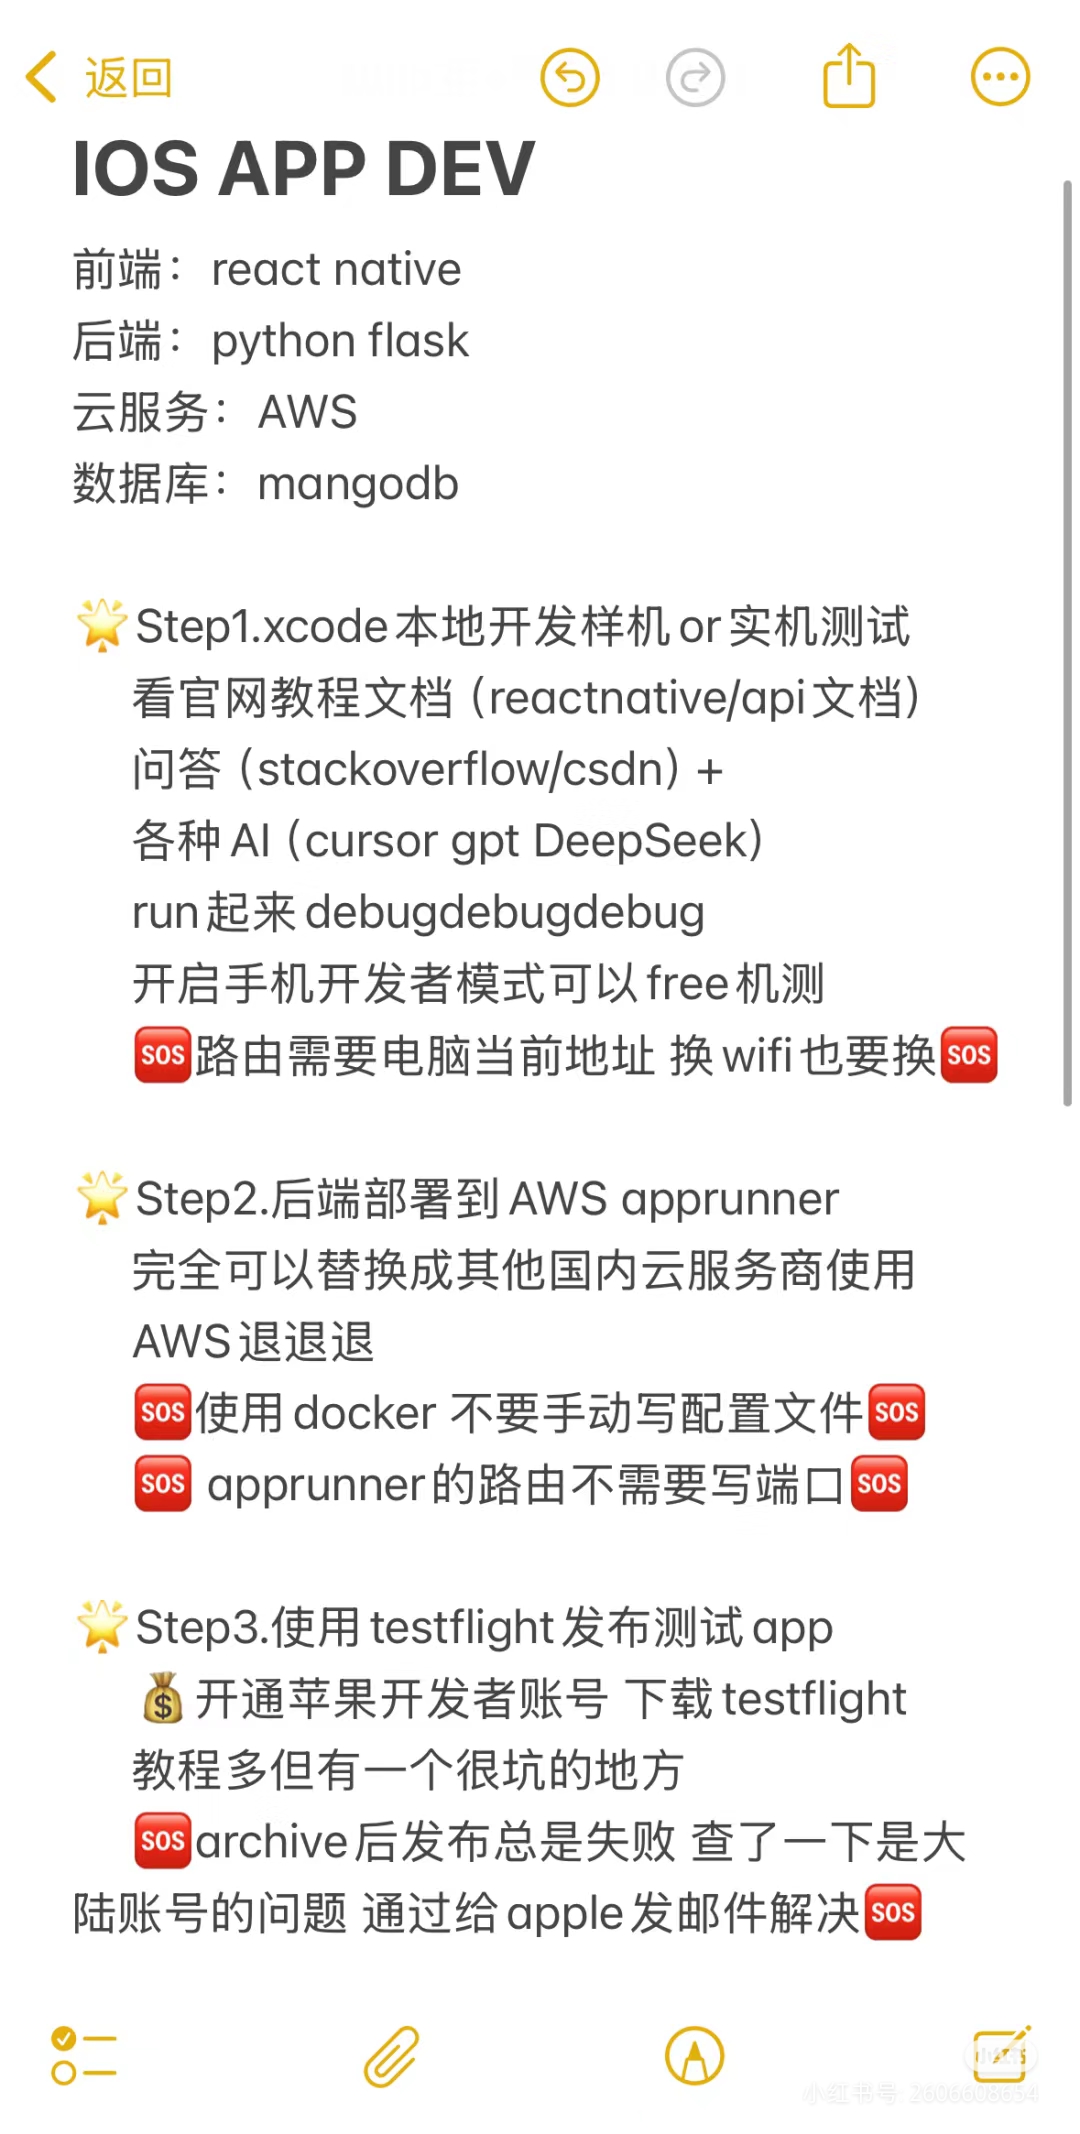 返回
IOS APP DEV
前端：react native
后端：python flask
云服务：AWS
数据库：mangodb
🌟Step1.xcode本地开发样机or实机测试
看官网教程文档（reactnative/api文档）
问答（stackoverflow/csdn）+
各种AI（cursor gpt DeepSeek）
run起来debugdebugdebug
开启手机开发者模式可以free机测
🆘路由需要电脑当前地址 换wifi也要换🆘
🌟Step2.后端部署到AWS apprunner
完全可以替换成其他国内云服务商使用
AWS退退退
🆘使用docker 不要手动写配置文件🆘
🆘 apprunner的路由不需要写端口🆘
🌟Step3.使用testflight发布测试app
💰开通苹果开发者账号 下载testflight
教程多但有一个很坑的地方
🆘archive后发布总是失败 查了一下是大
陆账号的问题 通过给apple发邮件解决🆘
小红书号: 2606608654